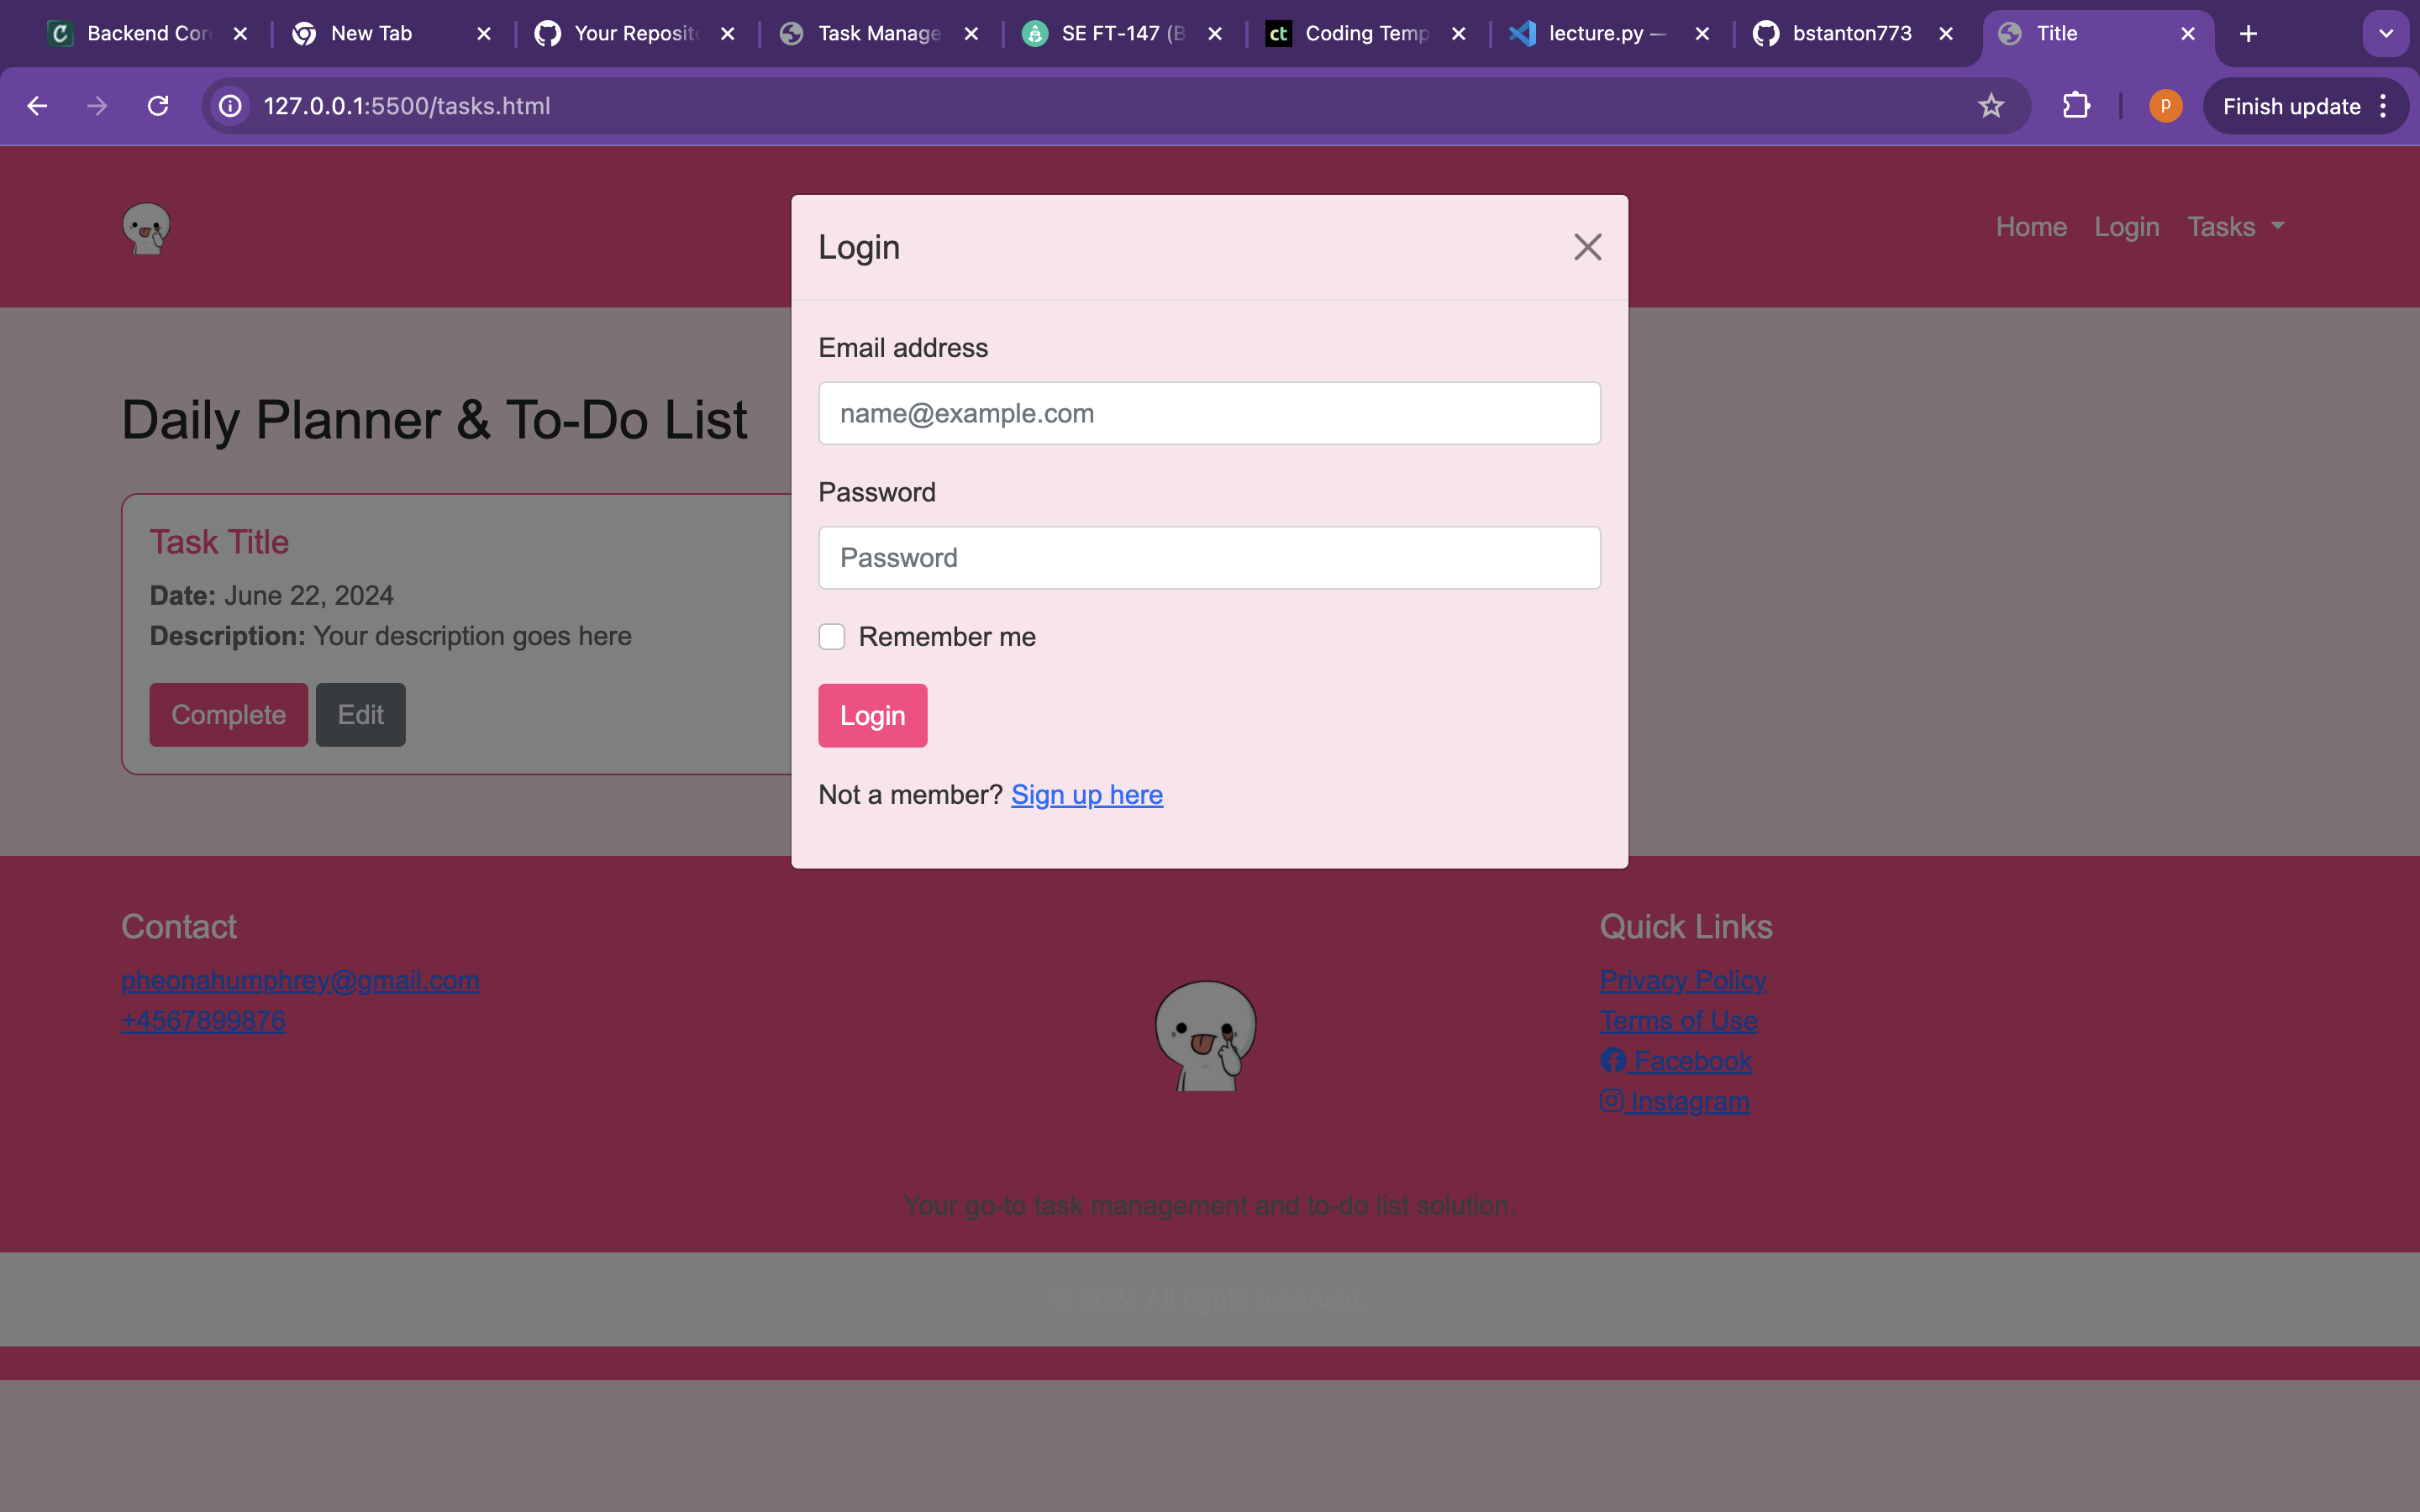 Backend Cor
New Tab
Your Reposit
Task Manage
SE FT-147 (B
ct
Coding Temp
lecture.py —
bstanton773
Title
127.0.0.1:5500/tasks.html
p
Finish update
Home
Login
Tasks
Login
Email address
name@example.com
Password
Password
Remember me
Login
Not a member? Sign up here
Daily Planner & To-Do List
Task Title
Date: June 22, 2024
Description: Your description goes here
Complete
Edit
Contact
pheonahumphrey@gmail.com
+4567899876
Quick Links
Privacy Policy
Terms of Use
Facebook
Instagram
Your go-to task management and to-do list solution.
© 2024 All rights reserved.